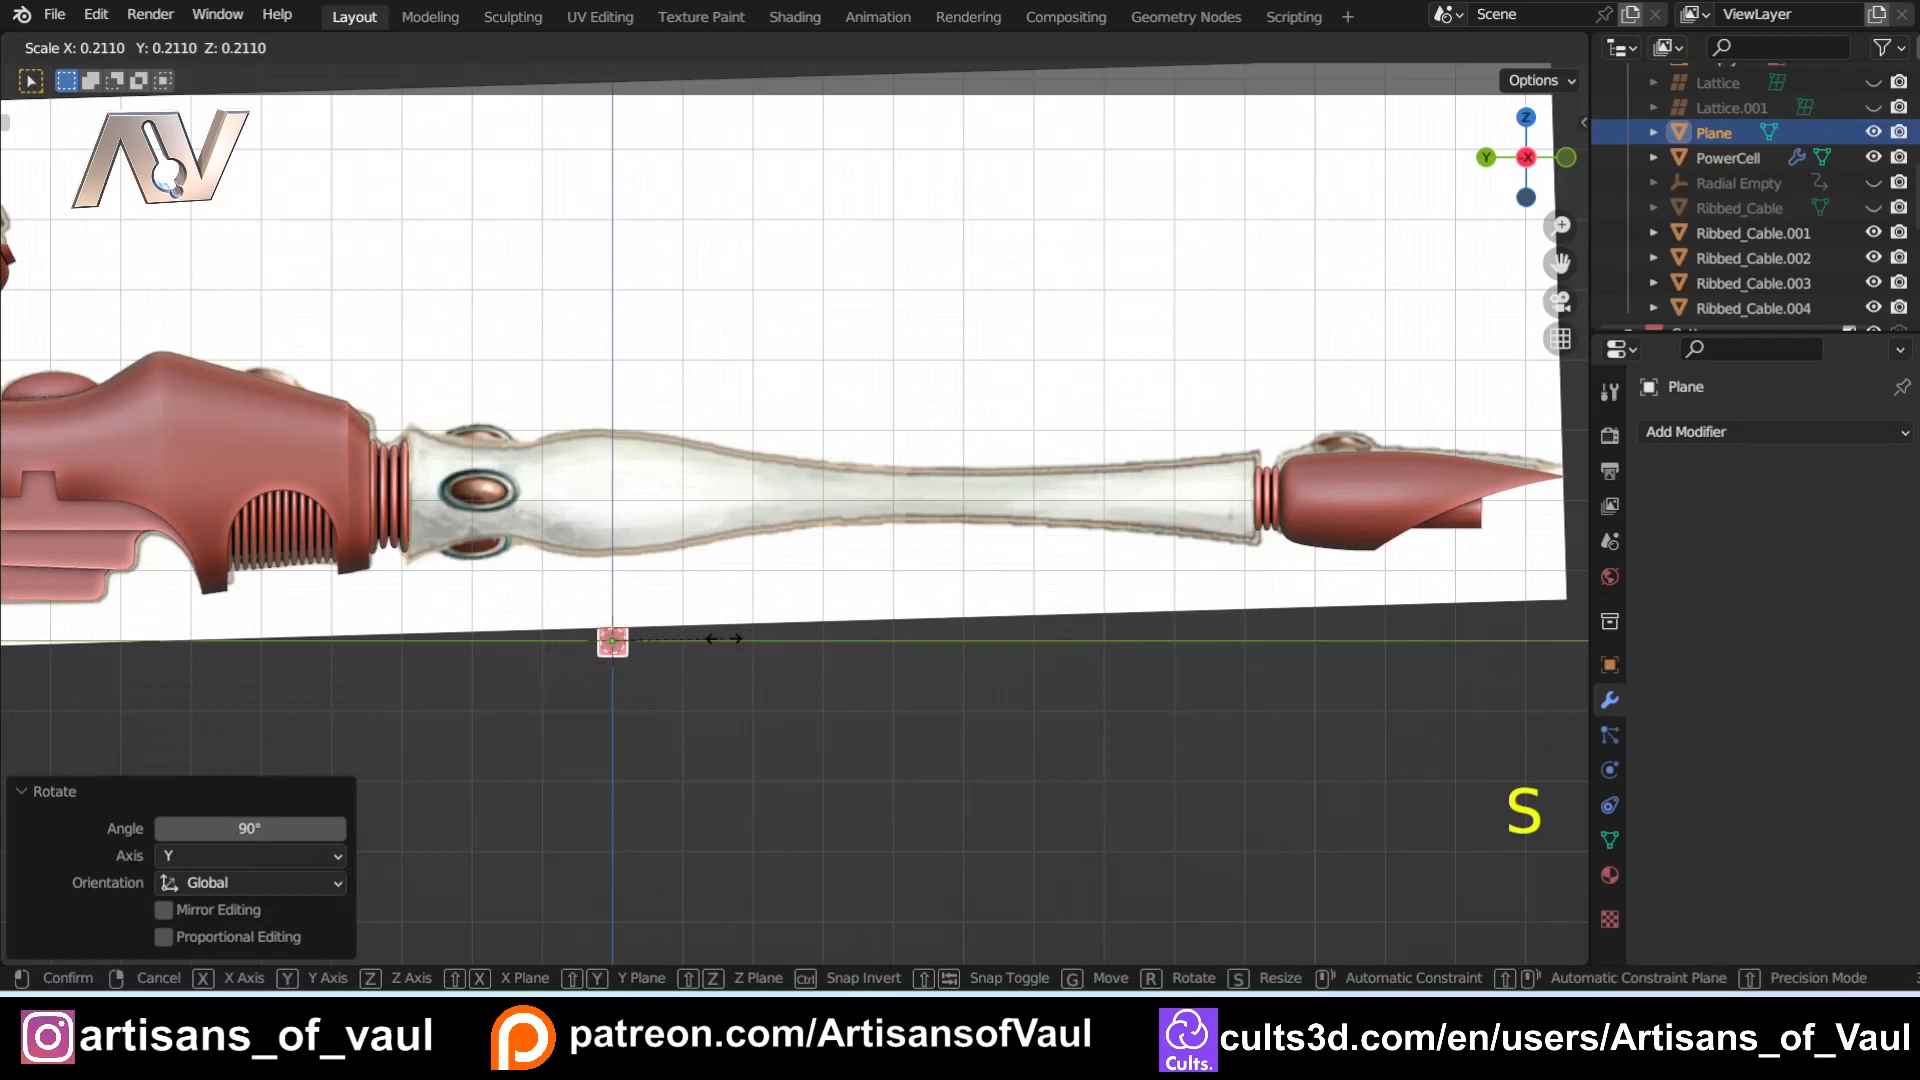 File Edit Render Window Help Layout Modeling Sculpting UV Editing Texture Paint Shading Animation Rendering Compositing Geometry Nodes Scripting + Scene ViewLayer
Scale X: 0.2110 Y: 0.2110 Z: 0.2110
Options
Lattice
Lattice.001
Plane
PowerCell
Radial Empty
Ribbed_Cable
Ribbed_Cable.001
Ribbed_Cable.002
Ribbed_Cable.003
Ribbed_Cable.004
Z
Y
-X
AV
Plane
Add Modifier
Rotate
Angle 90°
Axis Y
Orientation Global
Mirror Editing
Proportional Editing
S
Confirm Cancel X X Axis Y Y Axis Z Z Axis X X Plane Y Y Plane Z Z Plane Ctrl Snap Invert Snap Toggle G Move R Rotate S Resize Automatic Constraint Automatic Constraint Plane Precision Mode
artisans_of_vaul patreon.com/ArtisansofVaul Cults. cults3d.com/en/users/Artisans_of_Vaul